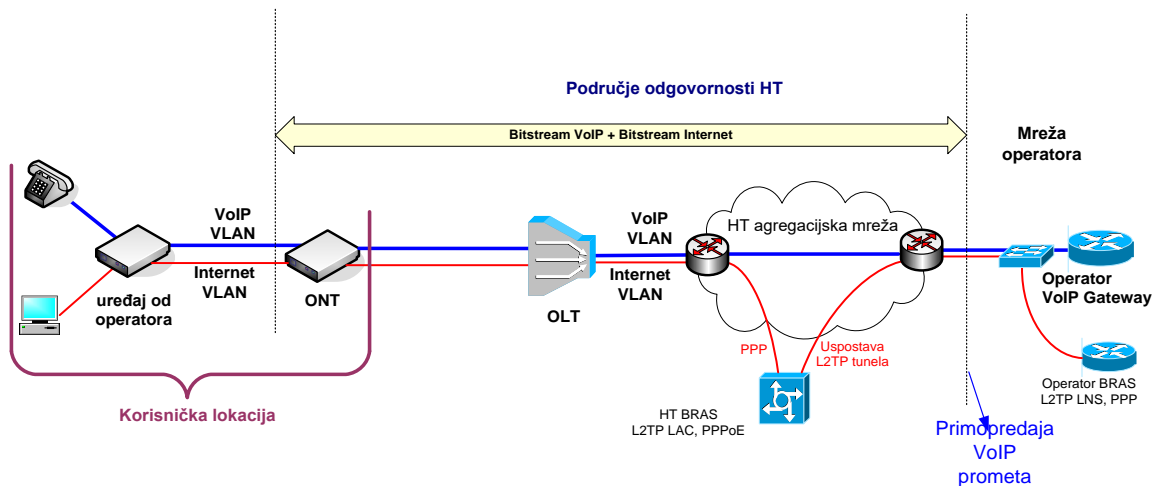 Područje odgovornosti HT
Bitstream VoIP + Bitstream Internet
Mreža
operatora
VoIP
VLAN
Internet
VLAN
uređaj od
operatora
ONT
OLT
VoIP
VLAN
Internet
VLAN
HT agregacijska mreža
Operator
VoIP Gateway
PPP
Uspostava
L2TP tunela
HT BRAS
L2TP LAC, PPPoE
Operator BRAS
L2TP LNS, PPP
Korisnička lokacija
Primopredaja
VoIP
prometa